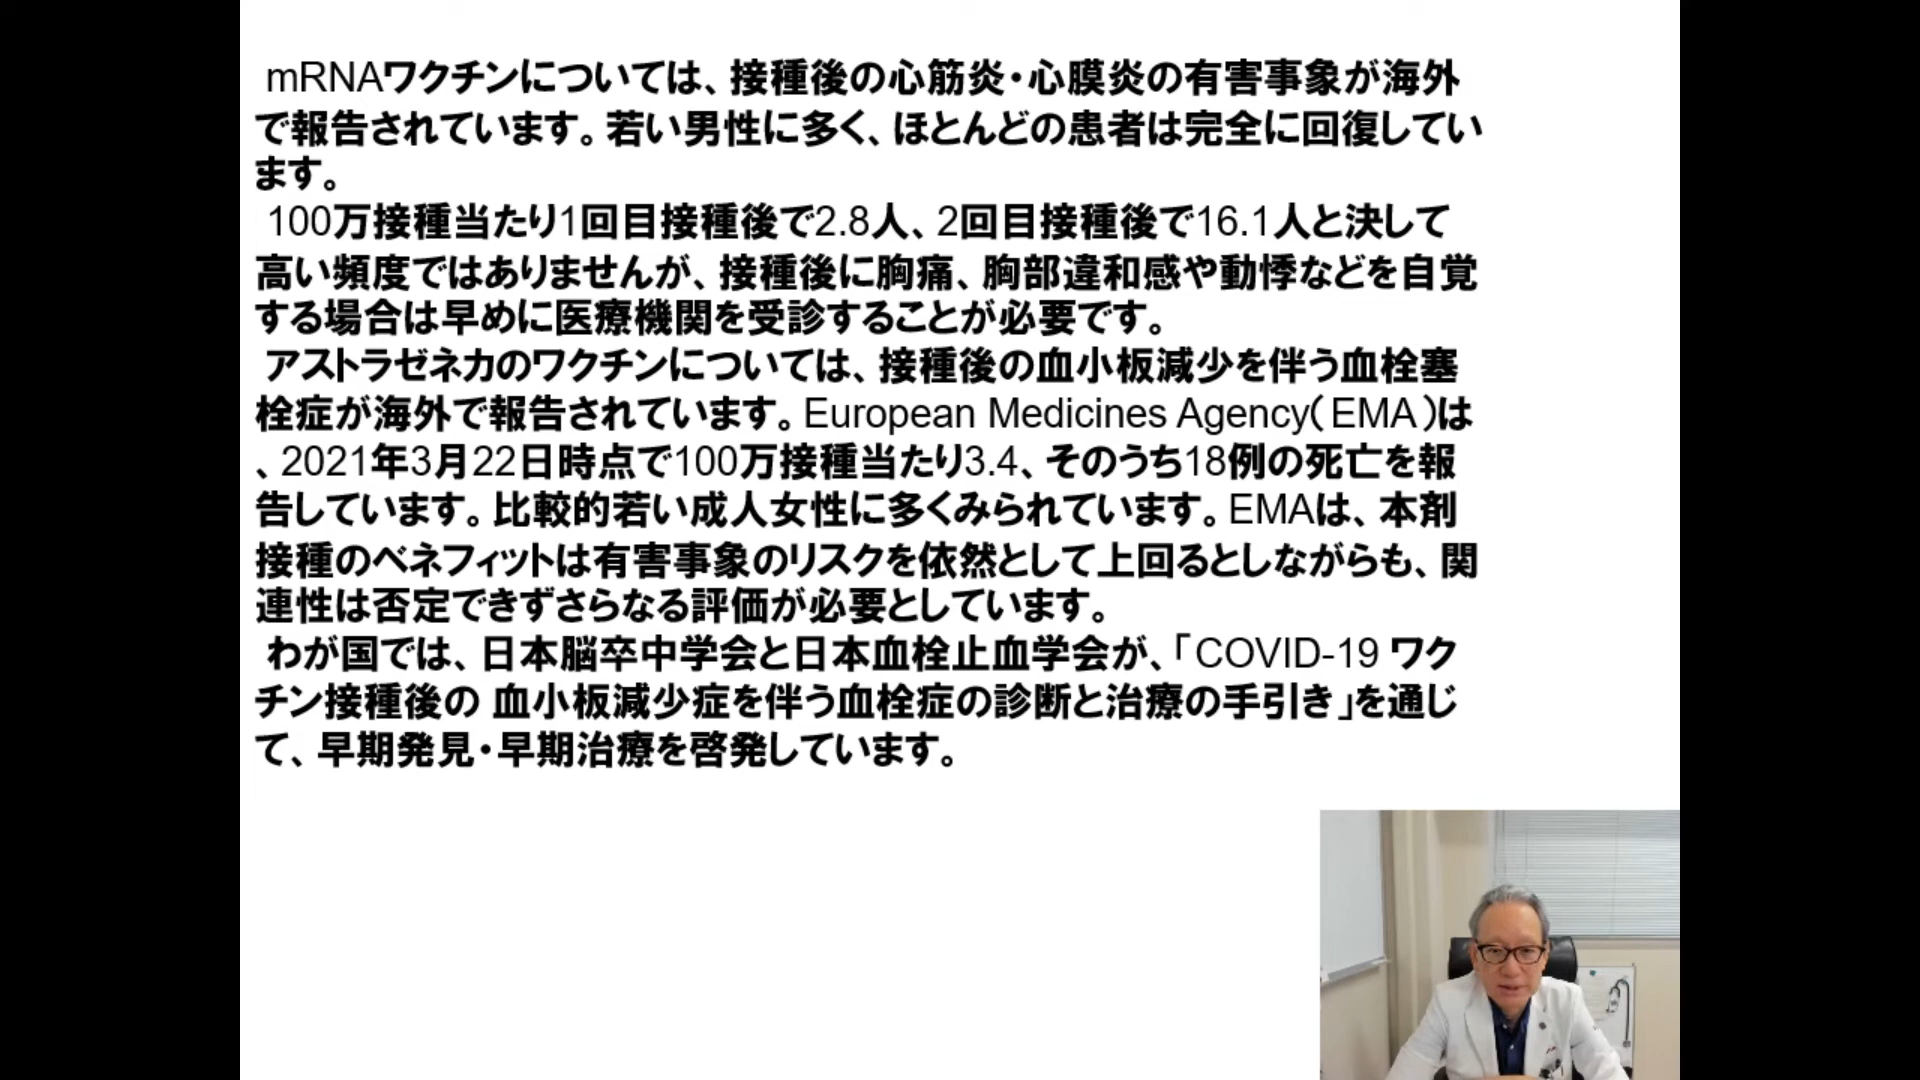 mRNAワクチンについては、接種後の心筋炎・心膜炎の有害事象が海外
で報告されています。若い男性に多く、ほとんどの患者は完全に回復してい
ます。
100万接種当たり1回目接種後で2.8人、2回目接種後で16.1人と決して
高い頻度ではありませんが、接種後に胸痛、胸部違和感や動悸などを自覚
する場合は早めに医療機関を受診することが必要です。
アストラゼネカのワクチンについては、接種後の血小板減少を伴う血栓塞
栓症が海外で報告されています。European Medicines Agency（EMA）は
、2021年3月22日時点で100万接種当たり3.4、そのうち18例の死亡を報
告しています。比較的若い成人女性に多くみられています。EMAは、本剤
接種のベネフィットは有害事象のリスクを依然として上回るとしながらも、関
連性は否定できずさらなる評価が必要としています。
わが国では、日本脳卒中学会と日本血栓止血学会が、「COVID-19 ワク
チン接種後の 血小板減少症を伴う血栓症の診断と治療の手引き」を通じ
て、早期発見・早期治療を啓発しています。